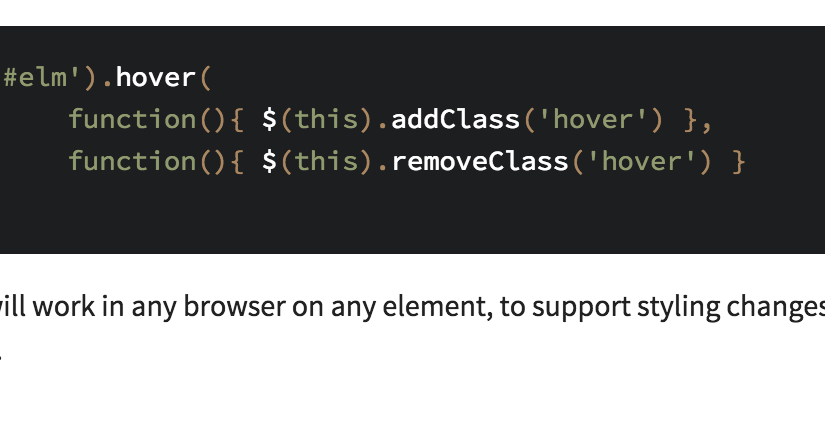 #elm').hover(
function(){ $(this).addClass('hover') },
function(){ $(this).removeClass('hover') }
will work in any browser on any element, to support styling changes
.